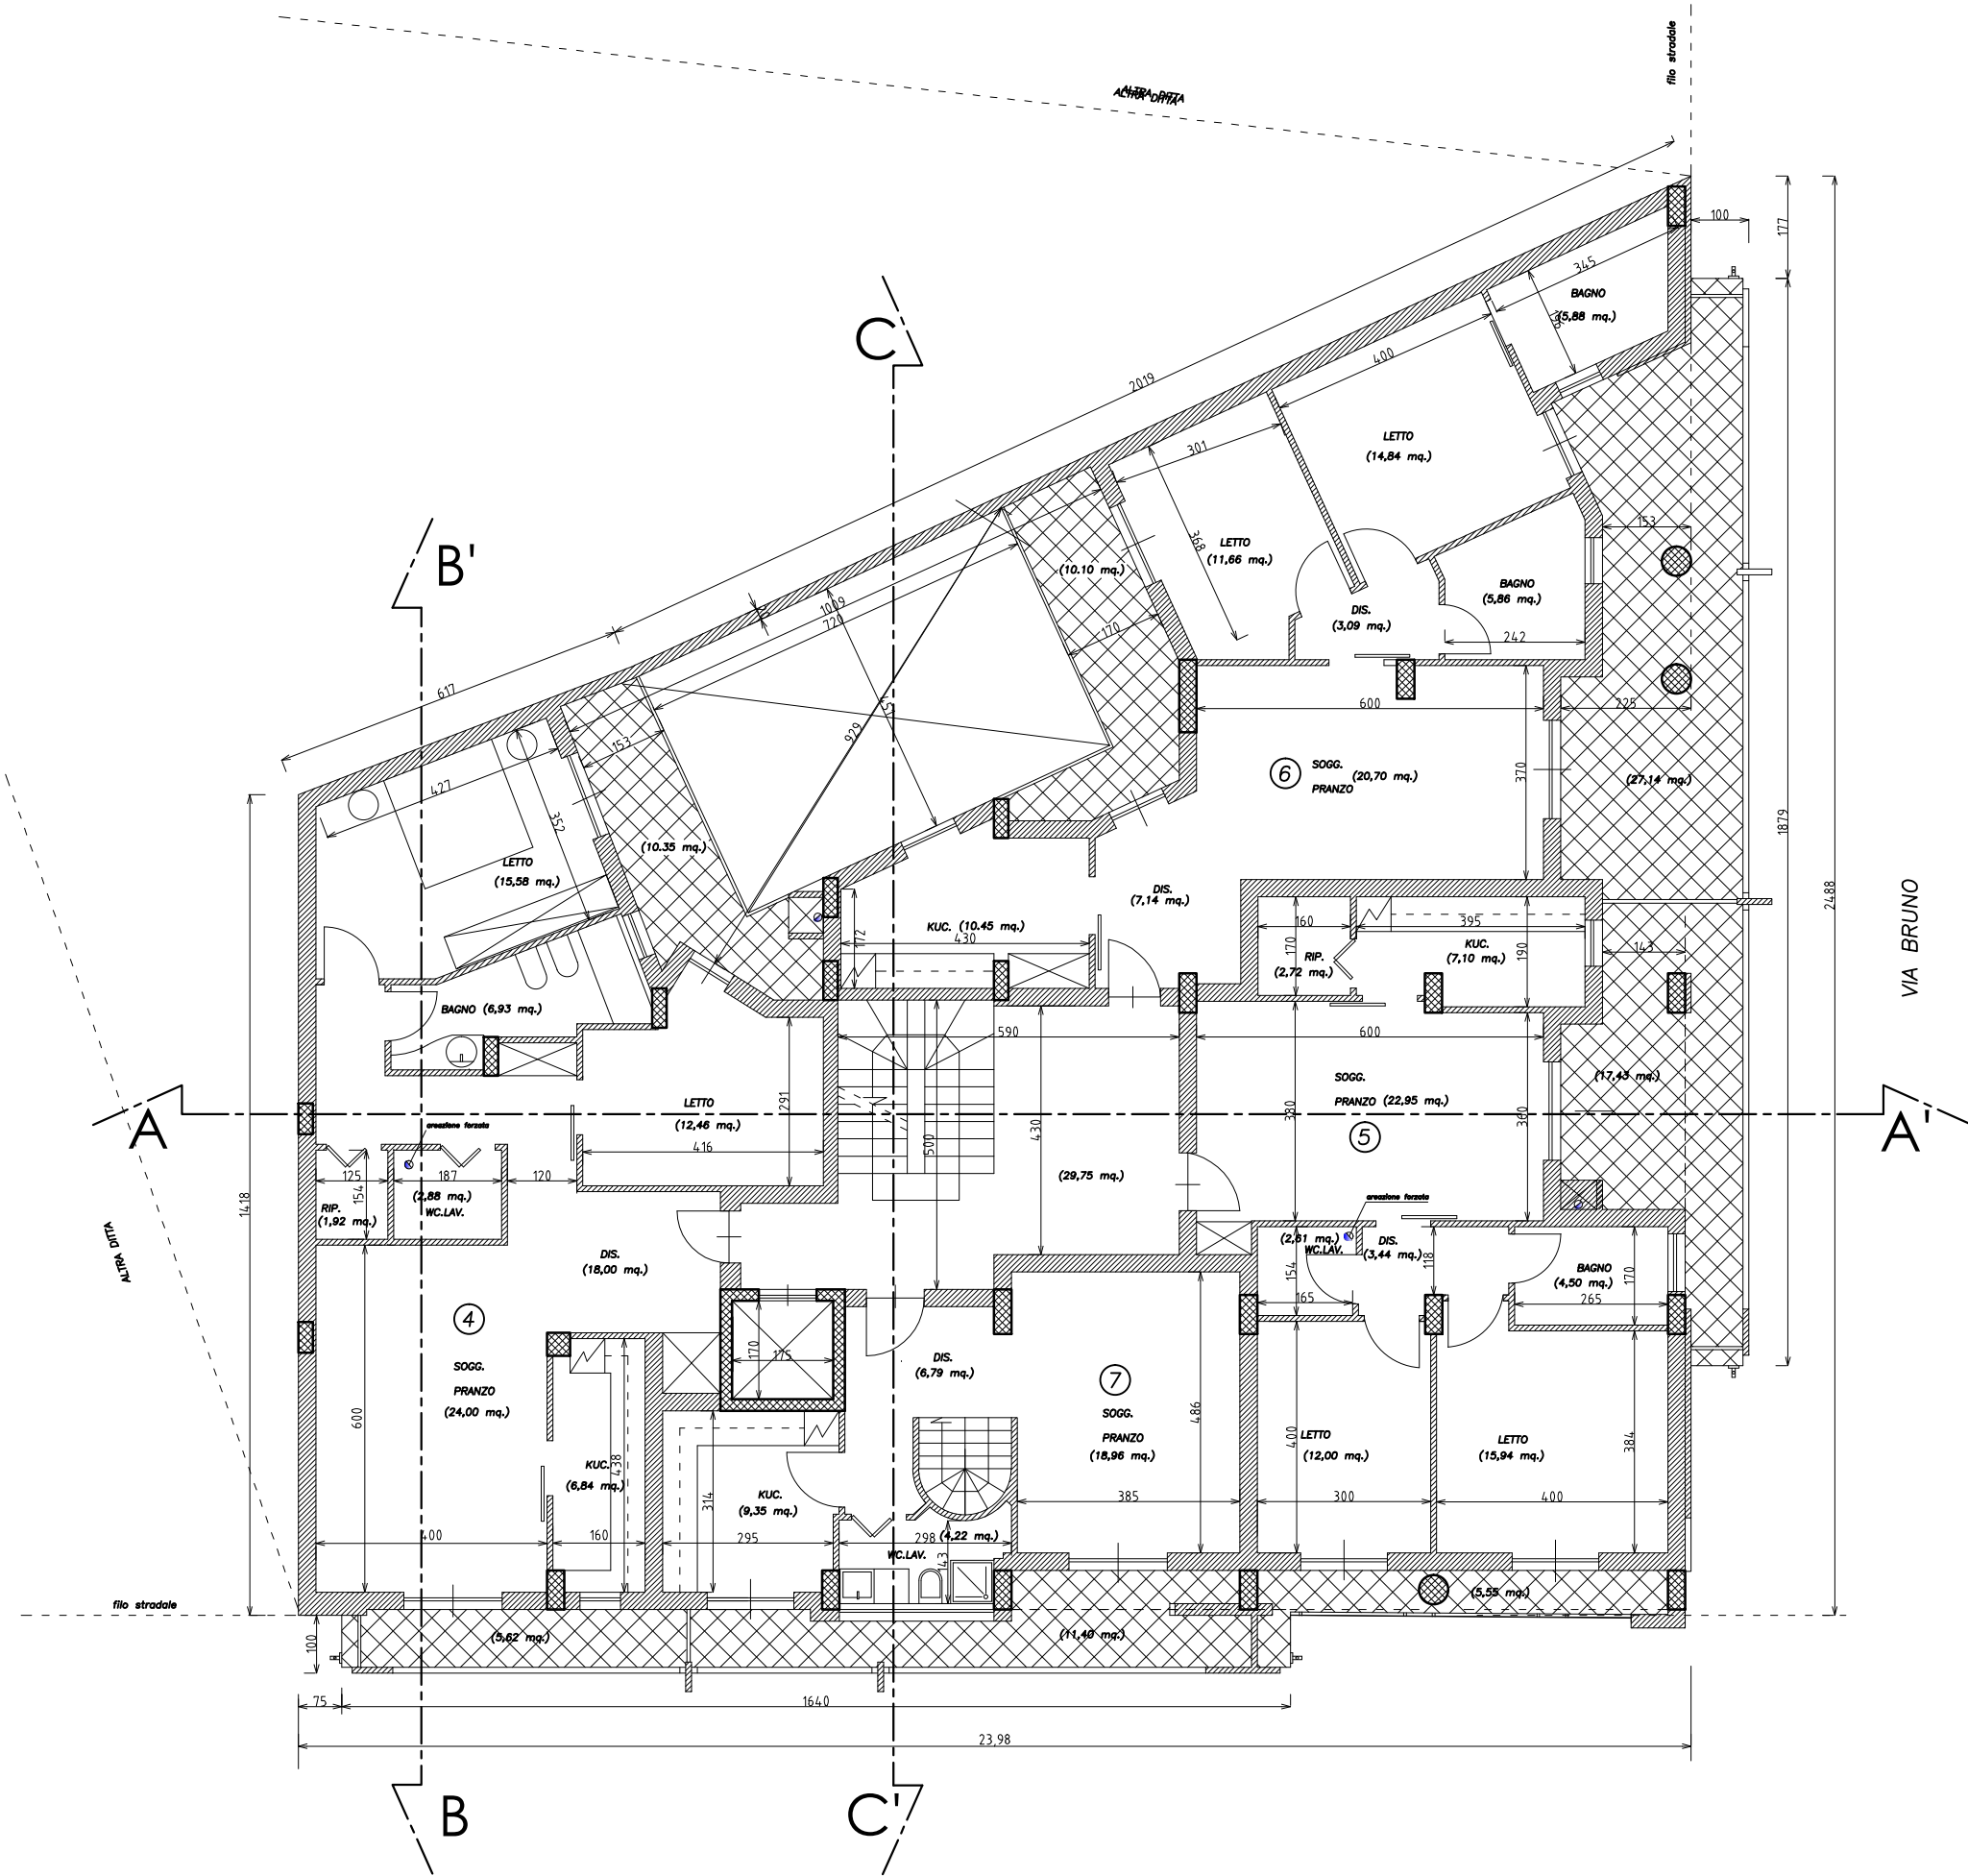 filo stradale
ALTRA DITTA
ALTRA DITTA
100
177
345
BAGNO
(5,88 mq.)
C
400
2019
LETTO
(14,84 mq.)
301
B'
368
LETTO
(11,66 mq.)
153
(10.10 mq.)
BAGNO
(5,86 mq.)
DIS.
(3,09 mq.)
1009
720
170
242
617
600
225
929
153
6
SOGG.
PRANZO
(20,70 mq.)
370
(27,14 mq.)
427
352
1879
(10.35 mq.)
LETTO
(15,58 mq.)
DIS.
(7,14 mq.)
2488
VIA BRUNO
KUC. (10.45 mq.)
430
172
160
170
RIP.
(2,72 mq.)
395
KUC.
(7,10 mq.)
190
143
BAGNO (6,93 mq.)
590
600
SOGG.
PRANZO (22,95 mq.)
(17,43 mq.)
5
380
360
430
500
291
LETTO
(12,46 mq.)
416
A
A'
areazione forzata
125
154
187
120
(2,88 mq.)
WC.LAV.
RIP.
(1,92 mq.)
(29,75 mq.)
areazione forzata
1418
ALTRA DITTA
DIS.
(18,00 mq.)
(2,61 mq.)
WC.LAV.
DIS.
(3,44 mq.)
118
154
165
BAGNO
(4,50 mq.)
170
265
4
SOGG.
PRANZO
(24,00 mq.)
170
175
DIS.
(6,79 mq.)
7
SOGG.
PRANZO
(18,96 mq.)
486
600
400
LETTO
(12,00 mq.)
LETTO
(15,94 mq.)
384
KUC.
(6,84 mq.)
438
314
KUC.
(9,35 mq.)
385
300
400
400
160
295
298
(4,22 mq.)
WC.LAV.
143
filo stradale
(5,55 mq.)
100
(5,62 mq.)
(11,40 mq.)
75
1640
23,98
B
C'